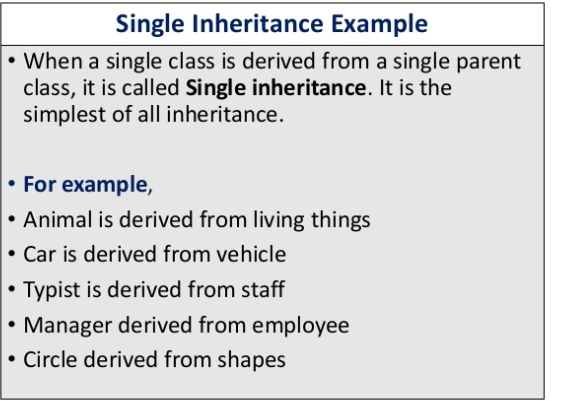 Single Inheritance Example
• When a single class is derived from a single parent
class, it is called Single inheritance. It is the
simplest of all inheritance.
• For example,
• Animal is derived from living things
• Car is derived from vehicle
• Typist is derived from staff
• Manager derived from employee
• Circle derived from shapes